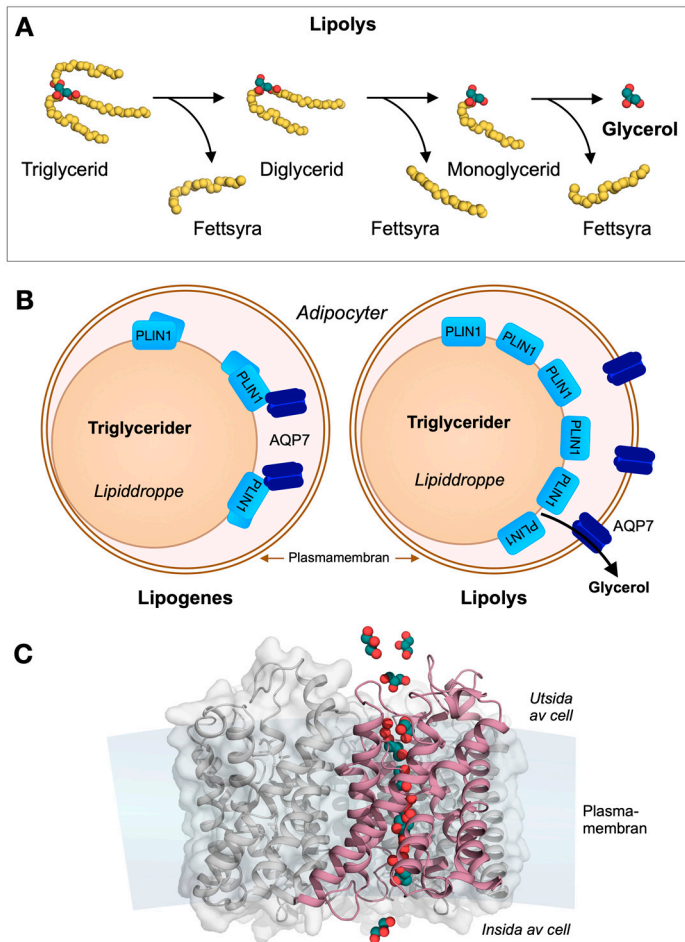 A
Lipolys
Glycerol
Triglycerid
Diglycerid
Monoglycerid
Fettsyra
Fettsyra
Fettsyra
B
Adipocyter
PLIN1
PLIN1
PLIN1
Triglycerider
Lipiddroppe
AQP7
PLIN1
PLIN1
PLIN1
PLIN1
PLIN1
PLIN1
Triglycerider
Lipiddroppe
AQP7
Plasmamembran
Glycerol
Lipogenes
Lipolys
C
Utsida
av cell
Plasma-
membran
Insida av cell